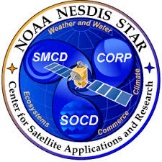 NOAA NESDIS STAR
Weather and Water
SMCD
CORP
Climate
Ecosystems
Commerce
SOCD
Center for Satellite Applications and Research